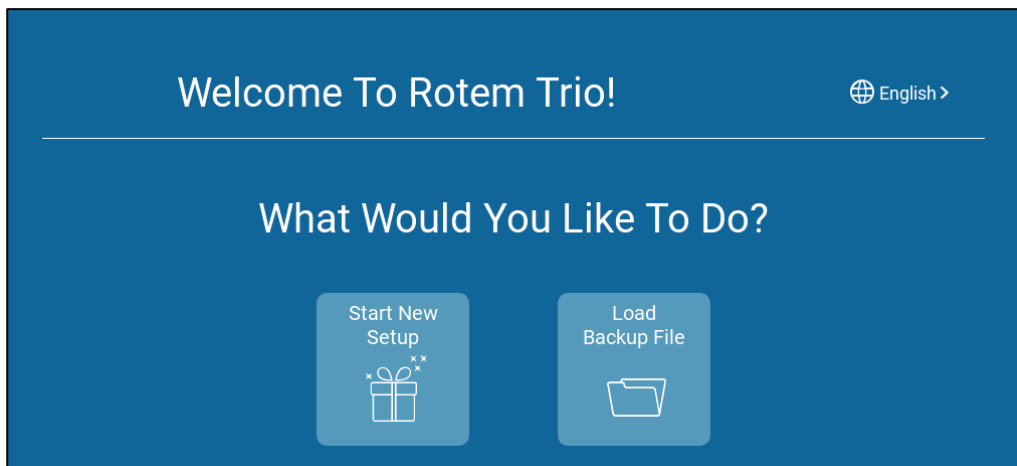 Welcome To Rotem Trio!
English >
What Would You Like To Do?
Start New
Setup
Load
Backup File